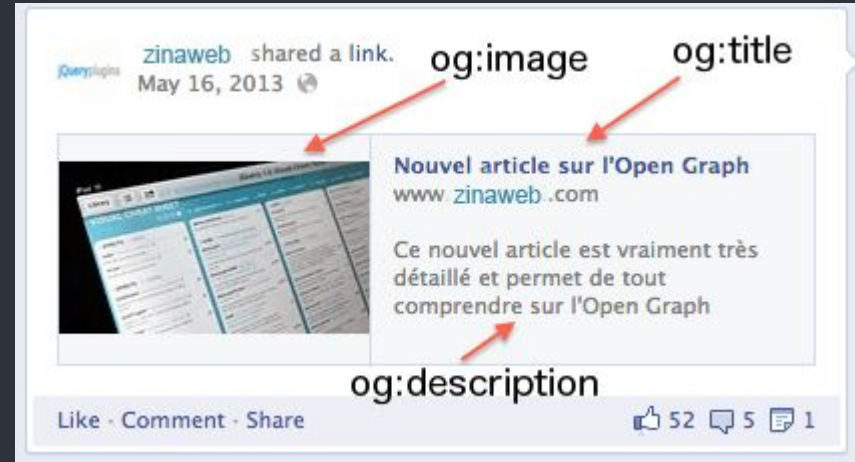 zinaweb shared a link.
og:image
og:title
jQueryplugins
May 16, 2013
Nouvel article sur l'Open Graph
www zinaweb .com
Ce nouvel article est vraiment très
détaillé et permet de tout
comprendre sur l'Open Graph
og:description
Like · Comment · Share
52 5 1